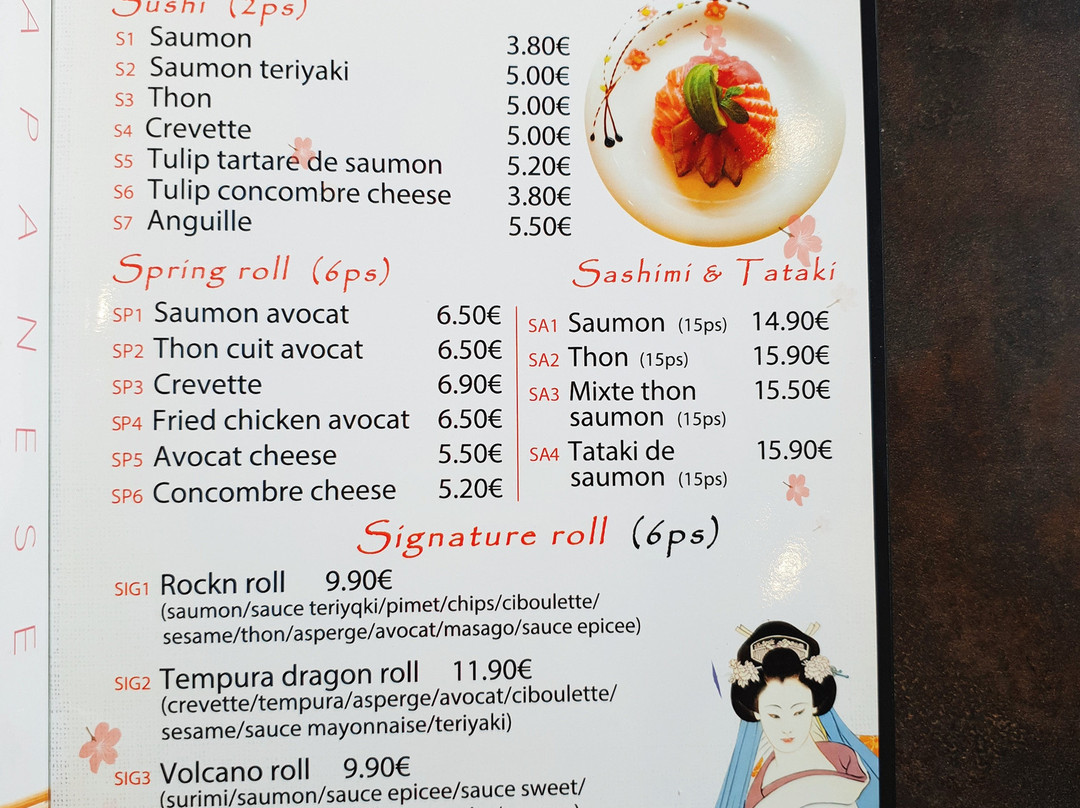 JAPANESE
Sushi (2ps)
S1 Saumon 3.80€
S2 Saumon teriyaki 5.00€
S3 Thon 5.00€
S4 Crevette 5.00€
S5 Tulip tartare de saumon 5.20€
S6 Tulip concombre cheese 3.80€
S7 Anguille 5.50€
Spring roll (6ps)
SP1 Saumon avocat 6.50€
SP2 Thon cuit avocat 6.50€
SP3 Crevette 6.90€
SP4 Fried chicken avocat 6.50€
SP5 Avocat cheese 5.50€
SP6 Concombre cheese 5.20€
Sashimi & Tataki
SA1 Saumon (15ps) 14.90€
SA2 Thon (15ps) 15.90€
SA3 Mixte thon 15.50€
saumon (15ps)
SA4 Tataki de 15.90€
saumon (15ps)
Signature roll (6ps)
SIG1 Rockn roll 9.90€
(saumon/sauce teriyqki/pimet/chips/ciboulette/
sesame/thon/asperge/avocat/masago/sauce epicee)
SIG2 Tempura dragon roll 11.90€
(crevette/tempura/asperge/avocat/ciboulette/
sesame/sauce mayonnaise/teriyaki)
SIG3 Volcano roll 9.90€
(surimi/saumon/sauce epicee/sauce sweet/